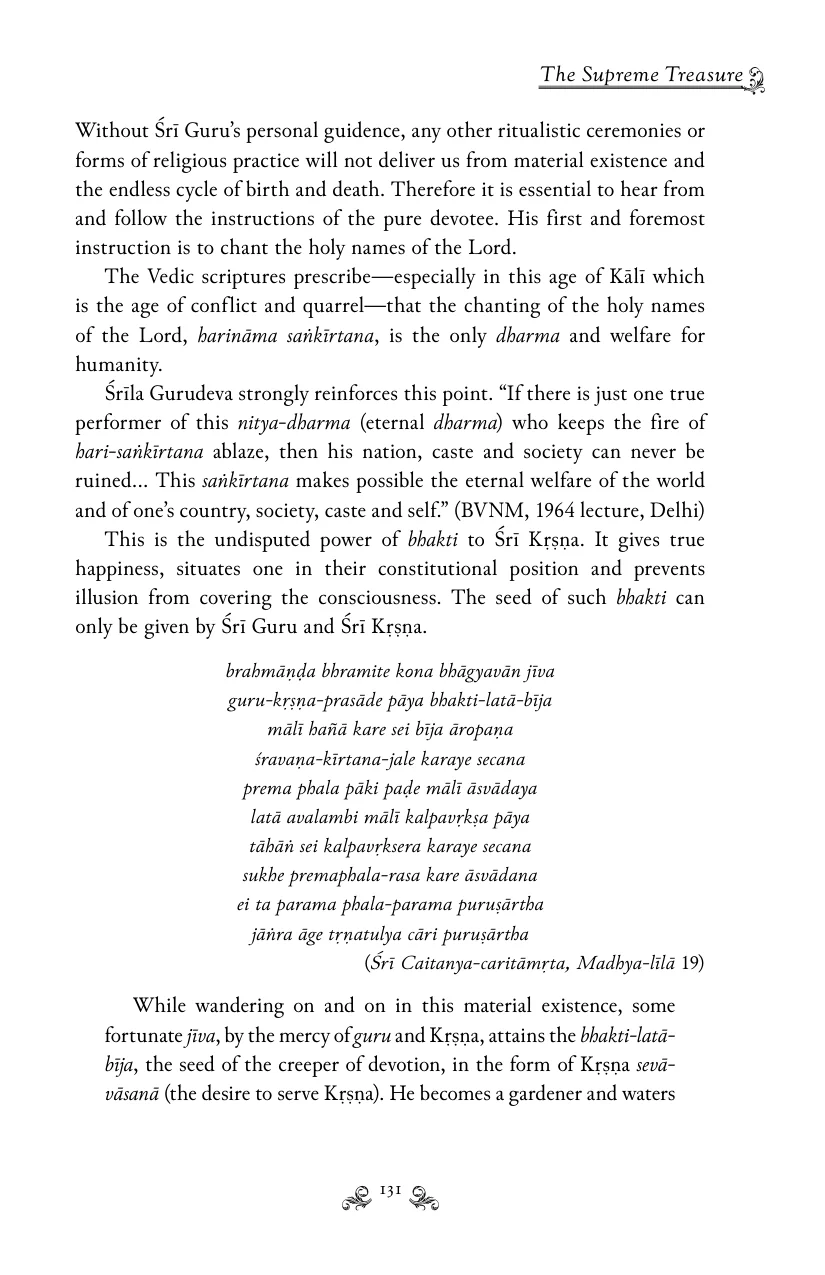 The Supreme Treasure
Without Śrī Guru’s personal guidence, any other ritualistic ceremonies or
forms of religious practice will not deliver us from material existence and
the endless cycle of birth and death. Therefore it is essential to hear from
and follow the instructions of the pure devotee. His first and foremost
instruction is to chant the holy names of the Lord.
The Vedic scriptures prescribe—especially in this age of Kālī which
is the age of conflict and quarrel—that the chanting of the holy names
of the Lord, harināma saṅkīrtana, is the only dharma and welfare for
humanity.
Śrīla Gurudeva strongly reinforces this point. “If there is just one true
performer of this nitya-dharma (eternal dharma) who keeps the fire of
hari-saṅkīrtana ablaze, then his nation, caste and society can never be
ruined... This saṅkīrtana makes possible the eternal welfare of the world
and of one’s country, society, caste and self.” (BVNM, 1964 lecture, Delhi)
This is the undisputed power of bhakti to Śrī Kṛṣṇa. It gives true
happiness, situates one in their constitutional position and prevents
illusion from covering the consciousness. The seed of such bhakti can
only be given by Śrī Guru and Śrī Kṛṣṇa.
brahmāṇḍa bhramite kona bhāgyavān jīva
guru-kṛṣṇa-prasāde pāya bhakti-latā-bīja
mālī hañā kare sei bīja āropaṇa
śravaṇa-kīrtana-jale karaye secana
prema phala pāki paḍe mālī āsvādaya
latā avalambi mālī kalpavṛkṣa pāya
tāhāṅ sei kalpavṛksera karaye secana
sukhe premaphala-rasa kare āsvādana
ei ta parama phala-parama puruṣārtha
jāṅra āge tṛṇatulya cāri puruṣārtha
(Śrī Caitanya-caritāmṛta, Madhya-līlā 19)
While wandering on and on in this material existence, some
fortunate jīva, by the mercy of guru and Kṛṣṇa, attains the bhakti-latā-
bīja, the seed of the creeper of devotion, in the form of Kṛṣṇa sevā-
vāsanā (the desire to serve Kṛṣṇa). He becomes a gardener and waters
131